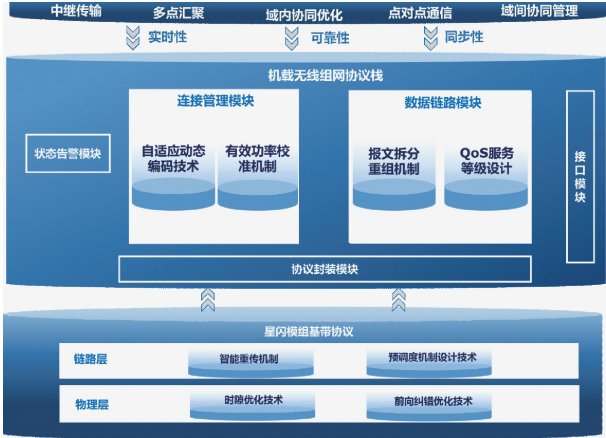 中继传输 多点汇聚 域内协同优化 点对点通信 域间协同管理
实时性 可靠性 同步性
机载无线组网协议栈
连接管理模块 数据链路模块
状态告警模块
自适应动态
编码技术
有效功率校
准机制
报文拆分
重组机制
QoS服务
等级设计
接口模块
协议封装模块
星闪模组基带协议
链路层 智能重传机制 预调度机制设计技术
物理层 时隙优化技术 前向纠错优化技术